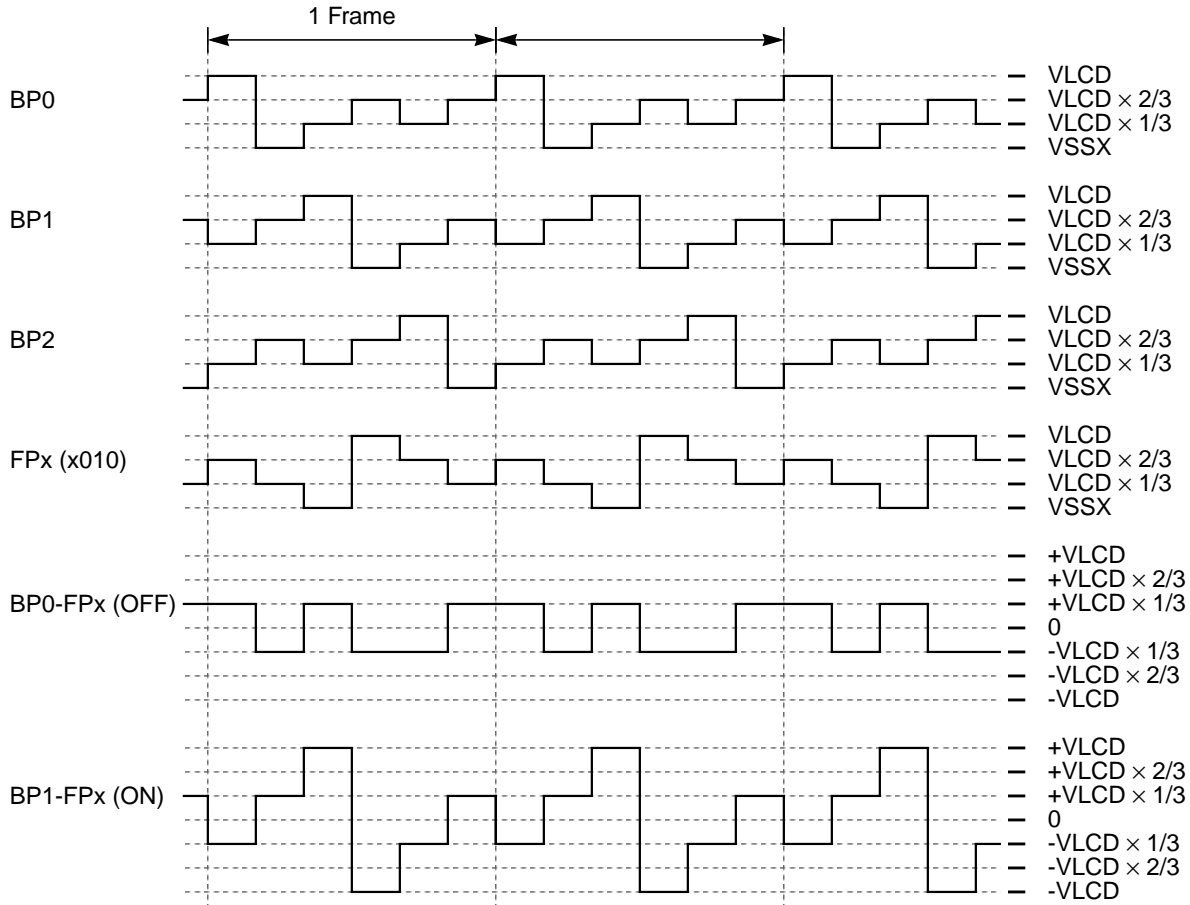 1 Frame
BP0
VLCD
VLCD × 2/3
VLCD × 1/3
VSSX
BP1
VLCD
VLCD × 2/3
VLCD × 1/3
VSSX
BP2
VLCD
VLCD × 2/3
VLCD × 1/3
VSSX
FPx (x010)
VLCD
VLCD × 2/3
VLCD × 1/3
VSSX
BP0-FPx (OFF)
+VLCD
+VLCD × 2/3
+VLCD × 1/3
0
-VLCD × 1/3
-VLCD × 2/3
-VLCD
BP1-FPx (ON)
+VLCD
+VLCD × 2/3
+VLCD × 1/3
0
-VLCD × 1/3
-VLCD × 2/3
-VLCD